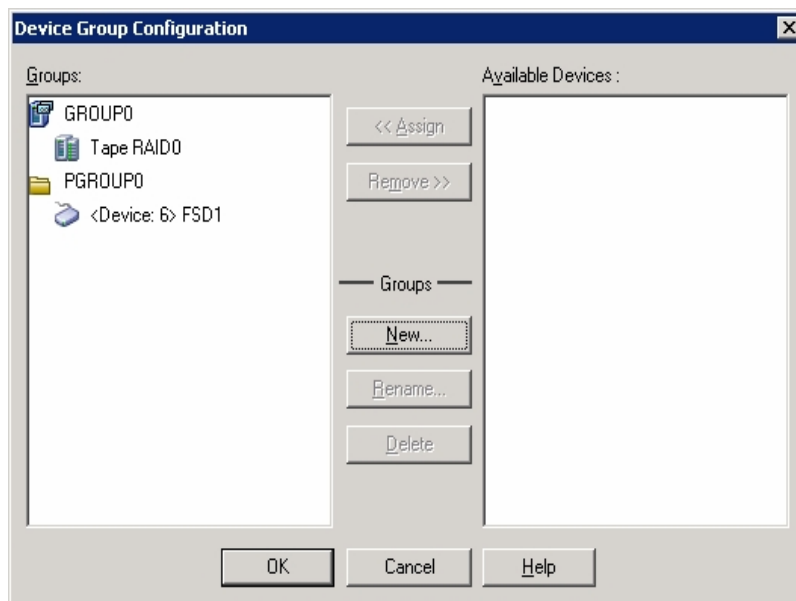 Device Group Configuration
Groups:
GROUP0
Tape RAID0
PGROUP0
<Device: 6> FSD1
<< Assign
Remove >>
Groups
New...
Rename...
Delete
Available Devices :
OK
Cancel
Help